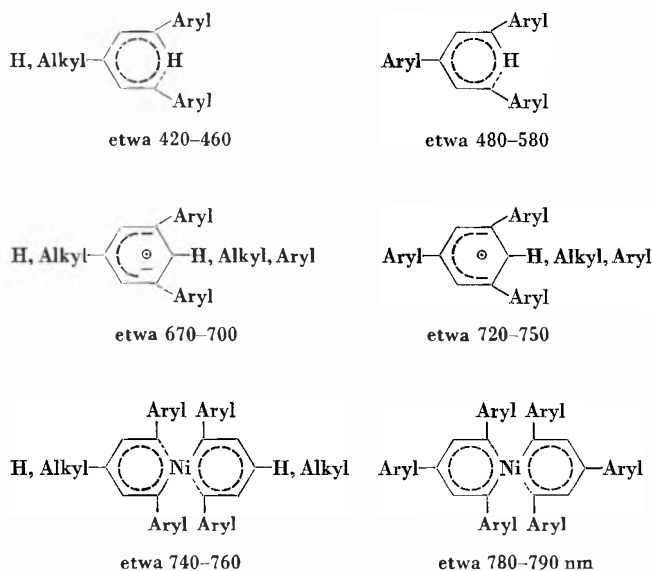 Aryl Aryl
H, Alkyl H Aryl H
Aryl Aryl
etwa 420–460 etwa 480–580
Aryl Aryl
H, Alkyl H, Alkyl, Aryl Aryl H, Alkyl, Aryl
Aryl Aryl
etwa 670–700 etwa 720–750
Aryl Aryl Aryl Aryl
H, Alkyl Ni H, Alkyl Aryl Ni Aryl
Aryl Aryl Aryl Aryl
etwa 740–760 etwa 780–790 nm